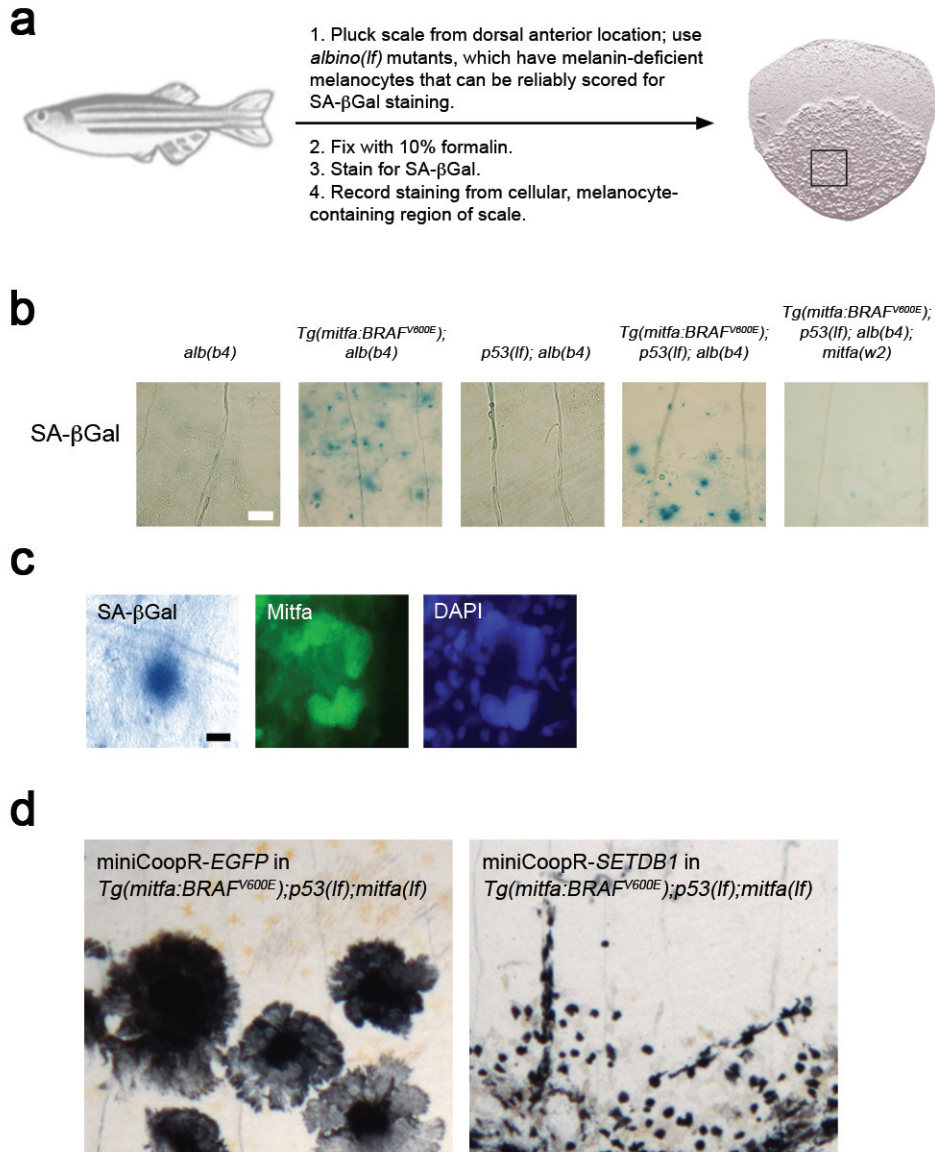 a
1. Pluck scale from dorsal anterior location; use
albino(lf) mutants, which have melanin-deficient
melanocytes that can be reliably scored for
SA-βGal staining.
2. Fix with 10% formalin.
3. Stain for SA-βGal.
4. Record staining from cellular, melanocyte-
containing region of scale.
b
alb(b4)
Tg(mitfa:BRAFV600E);
alb(b4)
p53(lf); alb(b4)
Tg(mitfa:BRAFV600E);
p53(lf); alb(b4)
Tg(mitfa:BRAFV600E);
p53(lf); alb(b4);
mitfa(w2)
SA-βGal
c
SA-βGal
Mitfa
DAPI
d
miniCoopR-EGFP in
Tg(mitfa:BRAFV600E);p53(lf);mitfa(lf)
miniCoopR-SETDB1 in
Tg(mitfa:BRAFV600E);p53(lf);mitfa(lf)